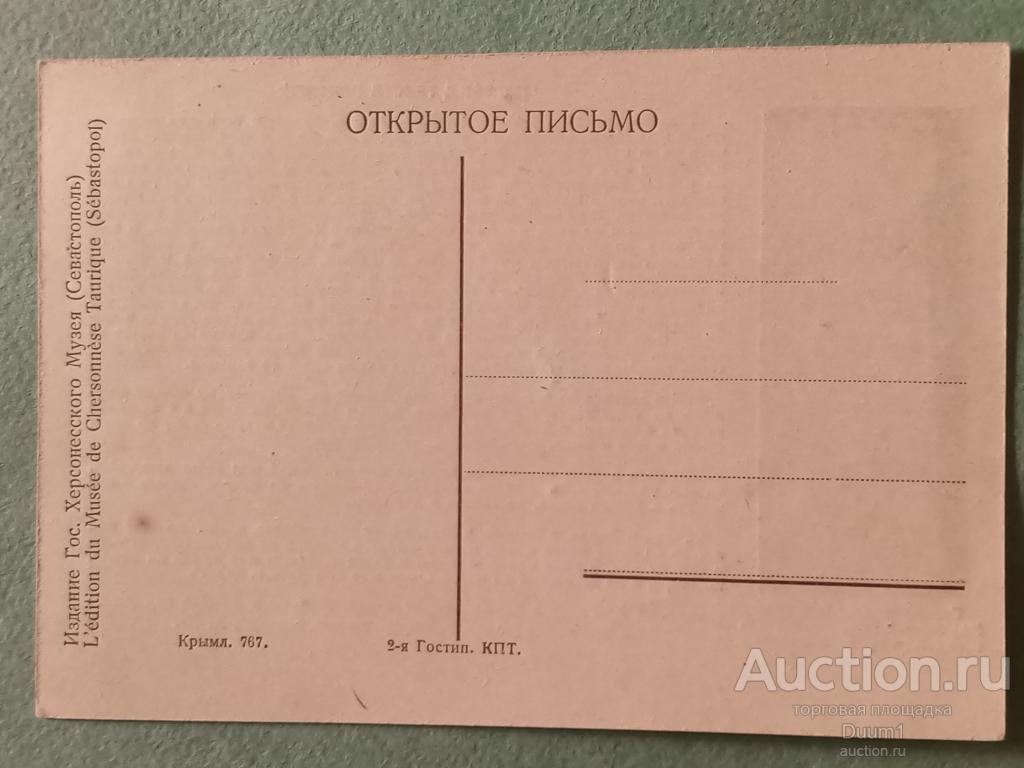 ОТКРЫТОЕ ПИСЬМО
Издание Гос. Херсонесского Музея (Севастополь)
L'édition du Musée de Chersonnèse Taurique (Sébastopol)
Крымл. 767.
2-я Гостип. КПТ.
Auction.ru
торговая площадка
Duum1
auction.ru